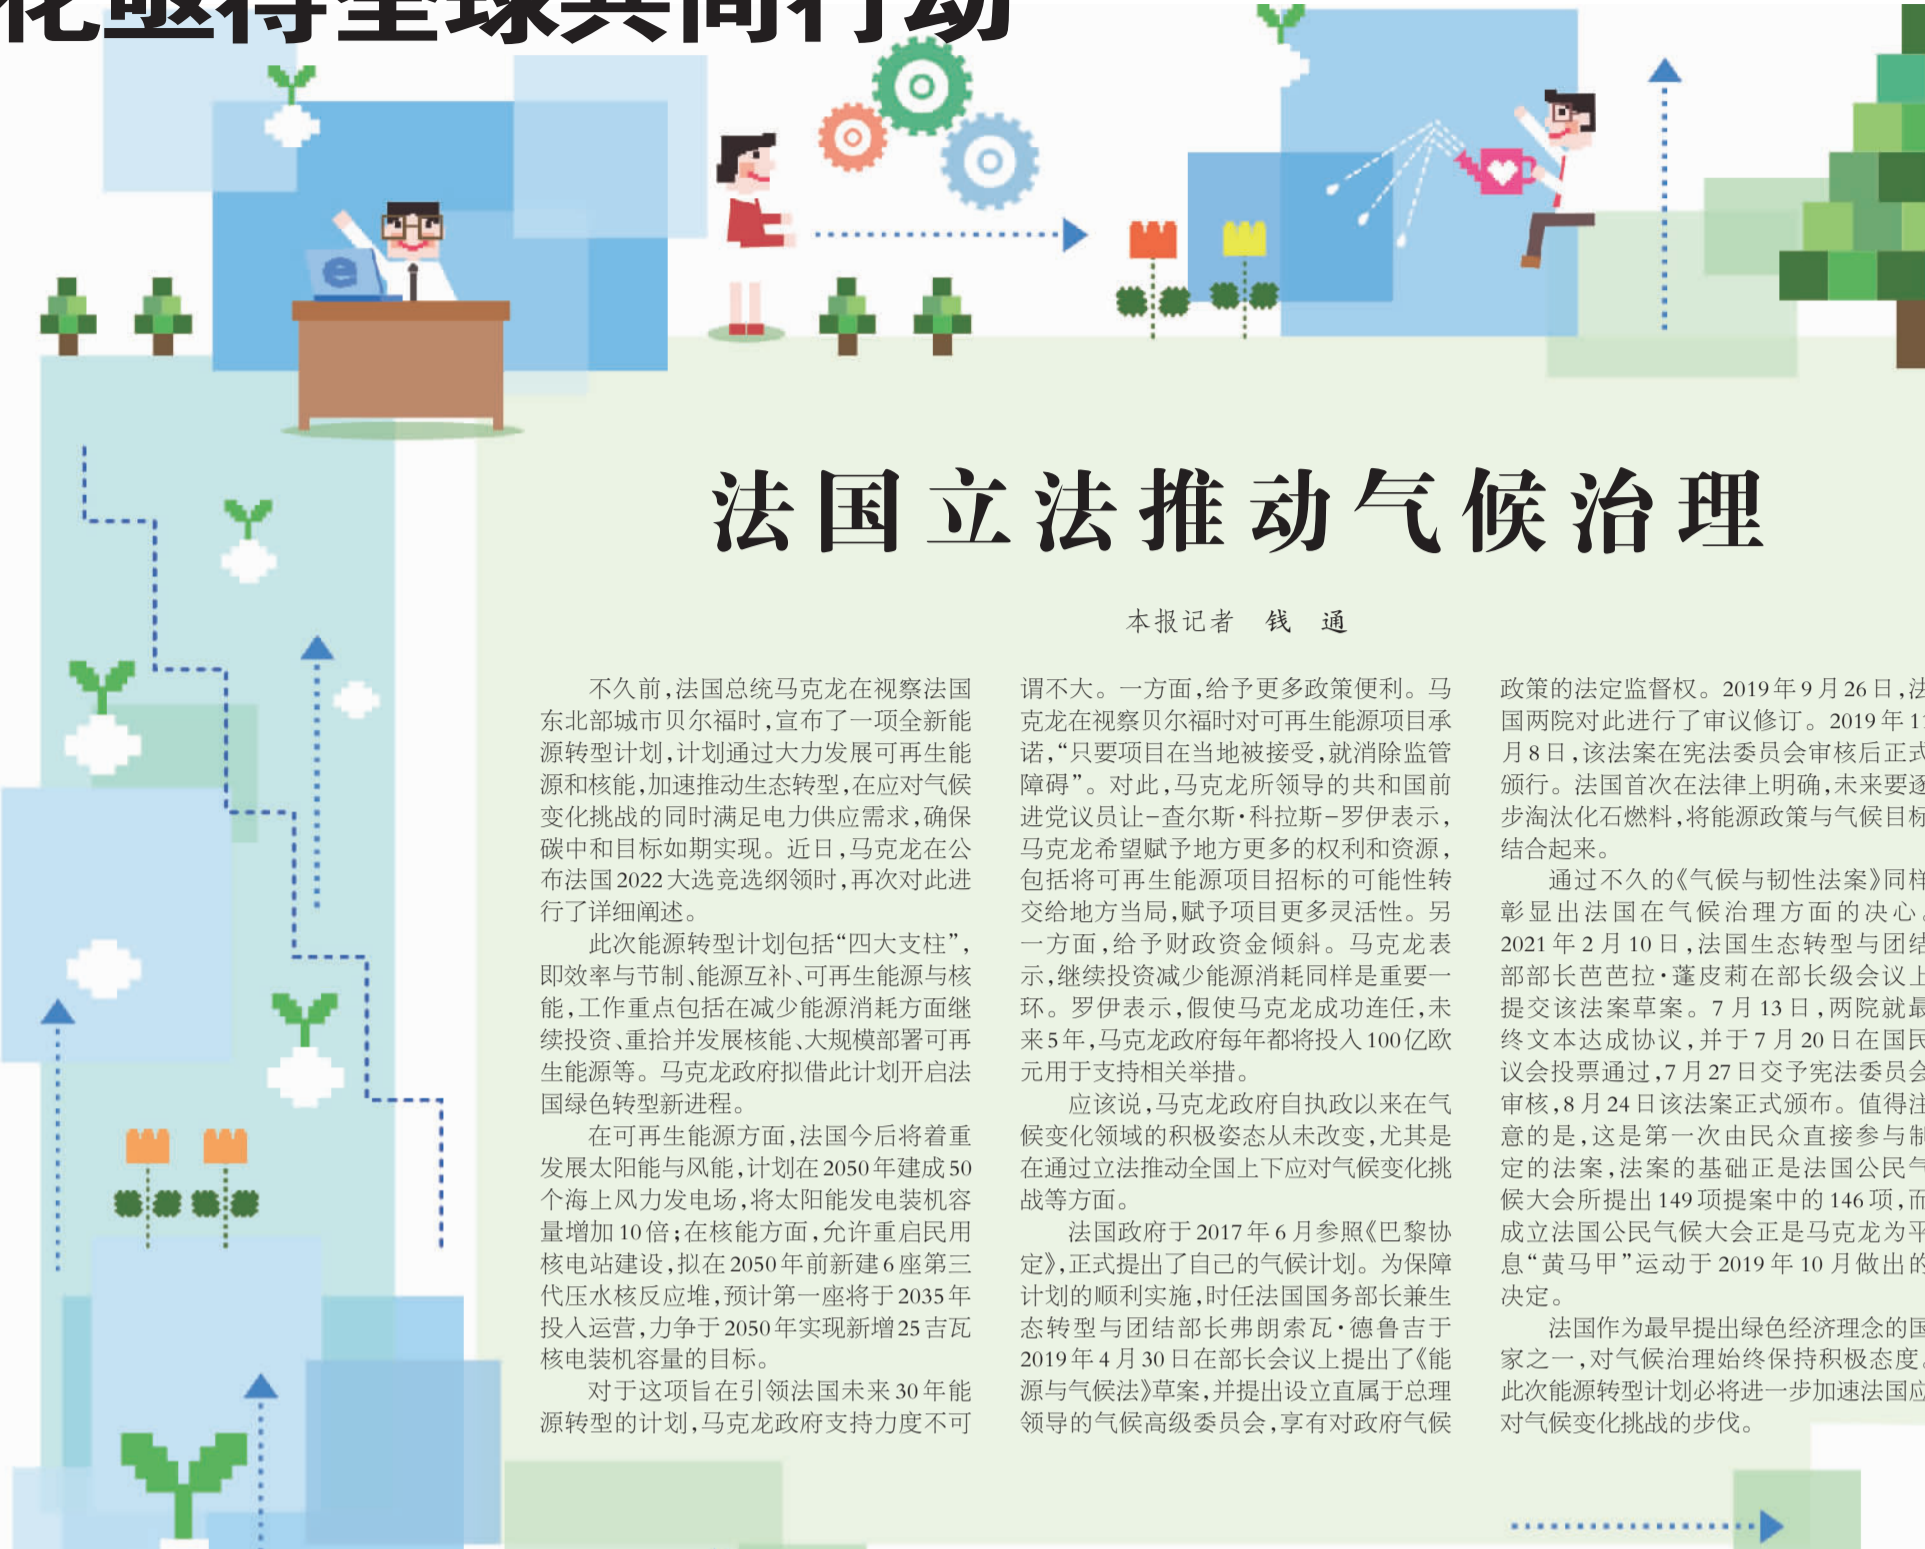 化亟待全球共同行动
e
法国立法推动气候治理
本报记者 钱 通
不久前,法国总统马克龙在视察法国
东北部城市贝尔福时,宣布了一项全新能
源转型计划,计划通过大力发展可再生能
源和核能,加速推动生态转型,在应对气候
变化挑战的同时满足电力供应需求,确保
碳中和目标如期实现。近日,马克龙在公
布法国2022大选竞选纲领时,再次对此进
行了详细阐述。
此次能源转型计划包括“四大支柱”,
即效率与节制、能源互补、可再生能源与核
能,工作重点包括在减少能源消耗方面继
续投资、重拾并发展核能、大规模部署可再
生能源等。马克龙政府拟借此计划开启法
国绿色转型新进程。
在可再生能源方面,法国今后将着重
发展太阳能与风能,计划在2050年建成50
个海上风力发电场,将太阳能发电装机容
量增加10倍;在核能方面,允许重启民用
核电站建设,拟在2050年前新建6座第三
代压水核反应堆,预计第一座将于2035年
投入运营,力争于2050年实现新增25吉瓦
核电装机容量的目标。
对于这项旨在引领法国未来30年能
源转型的计划,马克龙政府支持力度不可
谓不大。一方面,给予更多政策便利。马
克龙在视察贝尔福时对可再生能源项目承
诺,“只要项目在当地被接受,就消除监管
障碍”。对此,马克龙所领导的共和国前
进党议员让-查尔斯·科拉斯-罗伊表示,
马克龙希望赋予地方更多的权利和资源,
包括将可再生能源项目招标的可能性转
交给地方当局,赋予项目更多灵活性。另
一方面,给予财政资金倾斜。马克龙表
示,继续投资减少能源消耗同样是重要一
环。罗伊表示,假使马克龙成功连任,未
来5年,马克龙政府每年都将投入100亿欧
元用于支持相关举措。
应该说,马克龙政府自执政以来在气
候变化领域的积极姿态从未改变,尤其是
在通过立法推动全国上下应对气候变化挑
战等方面。
法国政府于2017年6月参照《巴黎协
定》,正式提出了自己的气候计划。为保障
计划的顺利实施,时任法国国务部长兼生
态转型与团结部长弗朗索瓦·德鲁吉于
2019年4月30日在部长会议上提出了《能
源与气候法》草案,并提出设立直属于总理
领导的气候高级委员会,享有对政府气候
政策的法定监督权。2019年9月26日,法
国两院对此进行了审议修订。2019年11
月8日,该法案在宪法委员会审核后正式
颁行。法国首次在法律上明确,未来要逐
步淘汰化石燃料,将能源政策与气候目标
结合起来。
通过不久的《气候与韧性法案》同样
彰显出法国在气候治理方面的决心。
2021年2月10日,法国生态转型与团结
部部长芭芭拉·蓬皮莉在部长级会议上
提交该法案草案。7月13日,两院就最
终文本达成协议,并于7月20日在国民
议会投票通过,7月27日交予宪法委员会
审核,8月24日该法案正式颁布。值得注
意的是,这是第一次由民众直接参与制
定的法案,法案的基础正是法国公民气
候大会所提出149项提案中的146项,而
成立法国公民气候大会正是马克龙为平
息“黄马甲”运动于2019年10月做出的
决定。
法国作为最早提出绿色经济理念的国
家之一,对气候治理始终保持积极态度。
此次能源转型计划必将进一步加速法国应
对气候变化挑战的步伐。